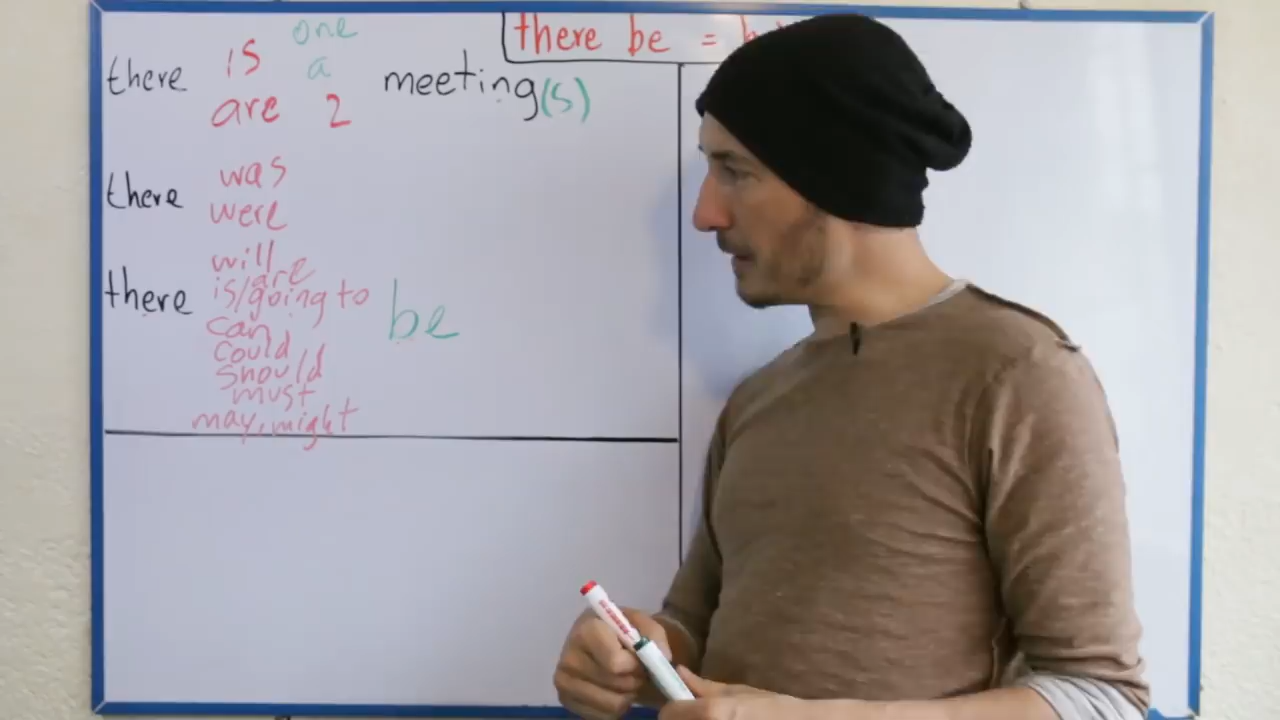 there be =
one
there is a meeting(s)
are 2
was
there
were
will
are
there is/going to be
can
could
should
must
may, might